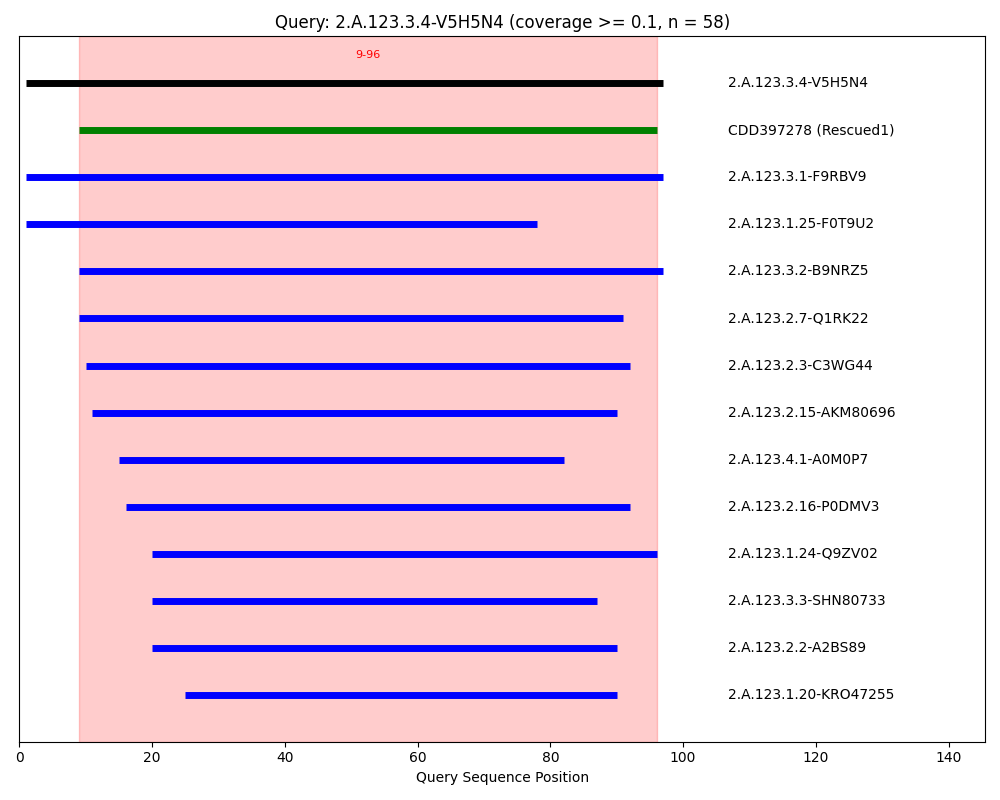 Query: 2.A.123.3.4-V5H5N4 (coverage >= 0.1, n = 58)
9-96
2.A.123.3.4-V5H5N4
CDD397278 (Rescued1)
2.A.123.3.1-F9RBV9
2.A.123.1.25-F0T9U2
2.A.123.3.2-B9NRZ5
2.A.123.2.7-Q1RK22
2.A.123.2.3-C3WG44
2.A.123.2.15-AKM80696
2.A.123.4.1-A0M0P7
2.A.123.2.16-P0DMV3
2.A.123.1.24-Q9ZV02
2.A.123.3.3-SHN80733
2.A.123.2.2-A2BS89
2.A.123.1.20-KRO47255
0 20 40 60 80 100 120 140
Query Sequence Position